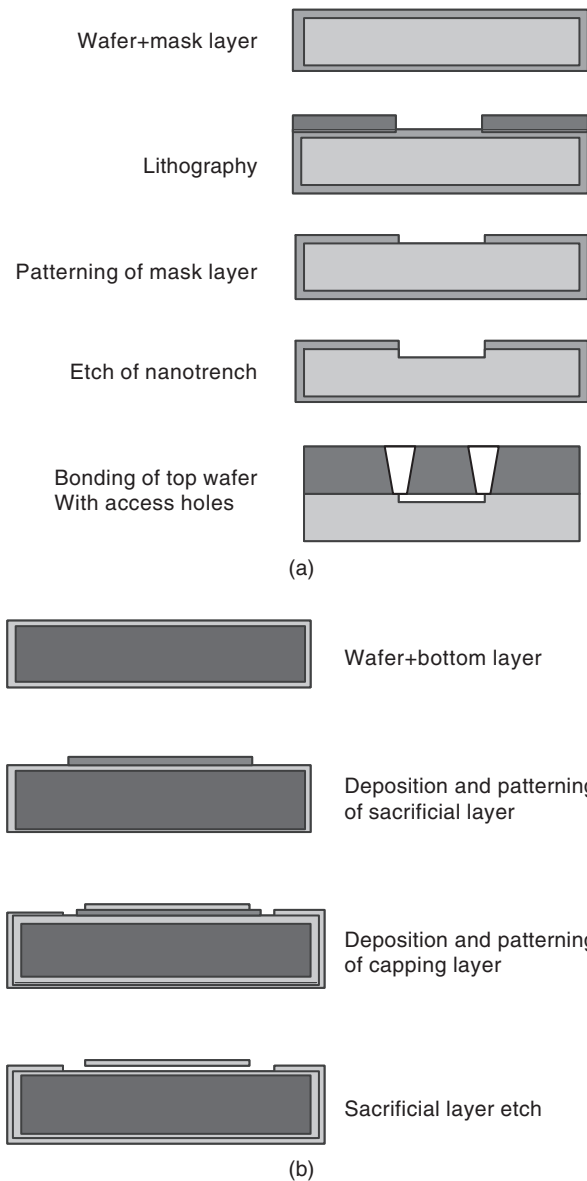 Wafer+mask layer
Lithography
Patterning of mask layer
Etch of nanotrench
Bonding of top wafer
With access holes
(a)
Wafer+bottom layer
Deposition and patterning
of sacrificial layer
Deposition and patterning
of capping layer
Sacrificial layer etch
(b)